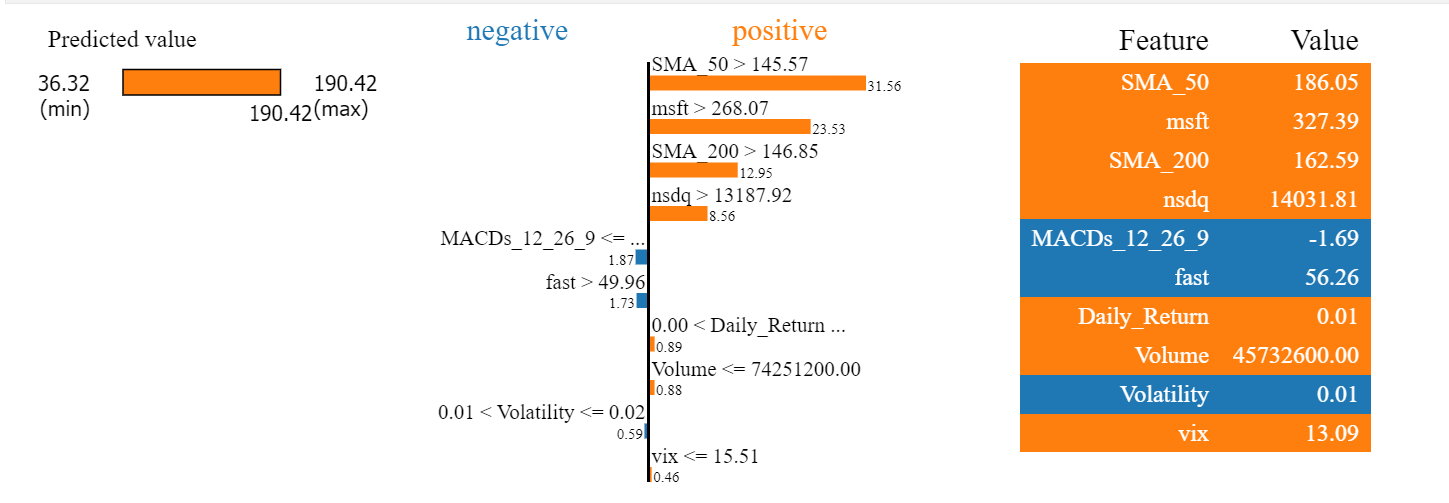 Predicted value
36.32
(min)
190.42
(max)
190.42
negative
positive
SMA_50 > 145.57
31.56
msft > 268.07
23.53
SMA_200 > 146.85
12.95
nsdq > 13187.92
8.56
MACDs_12_26_9 <= ...
1.87
fast > 49.96
1.73
0.00 < Daily_Return ...
0.89
Volume <= 74251200.00
0.88
0.01 < Volatility <= 0.02
0.59
vix <= 15.51
0.46
Feature Value
SMA_50 186.05
msft 327.39
SMA_200 162.59
nsdq 14031.81
MACDs_12_26_9 -1.69
fast 56.26
Daily_Return 0.01
Volume 45732600.00
Volatility 0.01
vix 13.09